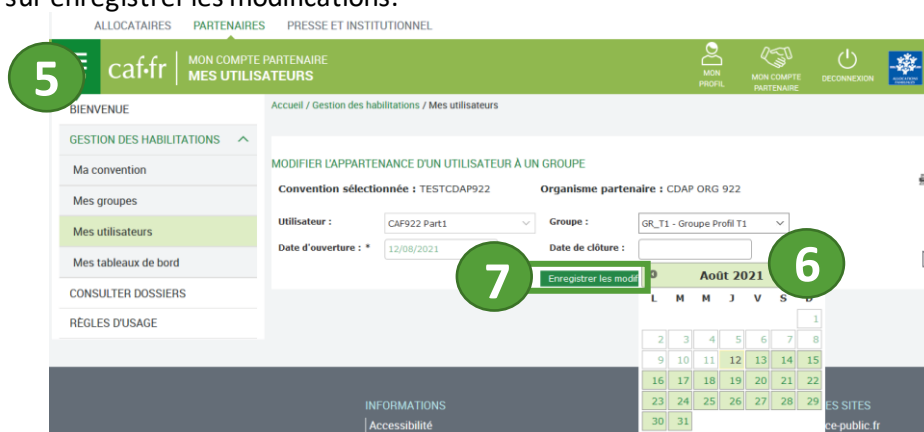 sur enregistrer les modifications.
ALLOCATAIRES PARTENAIRES PRESSE ET INSTITUTIONNEL
5
caf·fr
MON COMPTE PARTENAIRE
MES UTILISATEURS
MON PROFIL
MON COMPTE PARTENAIRE
DECONNEXION
BIENVENUE
GESTION DES HABILITATIONS
Ma convention
Mes groupes
Mes utilisateurs
Mes tableaux de bord
CONSULTER DOSSIERS
RÈGLES D'USAGE
Accueil / Gestion des habilitations / Mes utilisateurs
MODIFIER L'APPARTENANCE D'UN UTILISATEUR À UN GROUPE
Convention sélectionnée : TESTCDAP922 Organisme partenaire : CDAP ORG 922
Utilisateur : CAF922 Part1 Groupe : GR_T1 - Groupe Profil T1
Date d'ouverture : * 12/08/2021 Date de clôture :
7
Enregistrer les modif
6
Août 2021
L M M J V S D
1
2 3 4 5 6 7 8
9 10 11 12 13 14 15
16 17 18 19 20 21 22
23 24 25 26 27 28 29
30 31
INFORMATIONS
Accessibilité
ES SITES
ce-public.fr